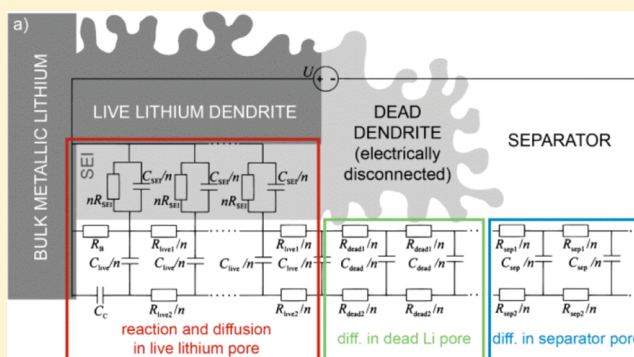 a)
BULK METALLIC LITHIUM
U
+ -
LIVE LITHIUM DENDRITE
DEAD
DENDRITE
(electrically
disconnected)
SEPARATOR
SEI
C_SEI/n C_SEI/n C_SEI/n
nR_SEI nR_SEI nR_SEI
R_B R_live1/n R_live1/n R_dead1/n R_dead1/n R_sep1/n R_sep1/n
C_live/n C_live/n C_live/n C_live/n C_dead/n C_dead/n C_sep/n C_sep/n
C_C R_live2/n R_live2/n R_dead2/n R_dead2/n R_sep2/n R_sep2/n
reaction and diffusion
in live lithium pore
diff. in dead Li pore
diff. in separator pore